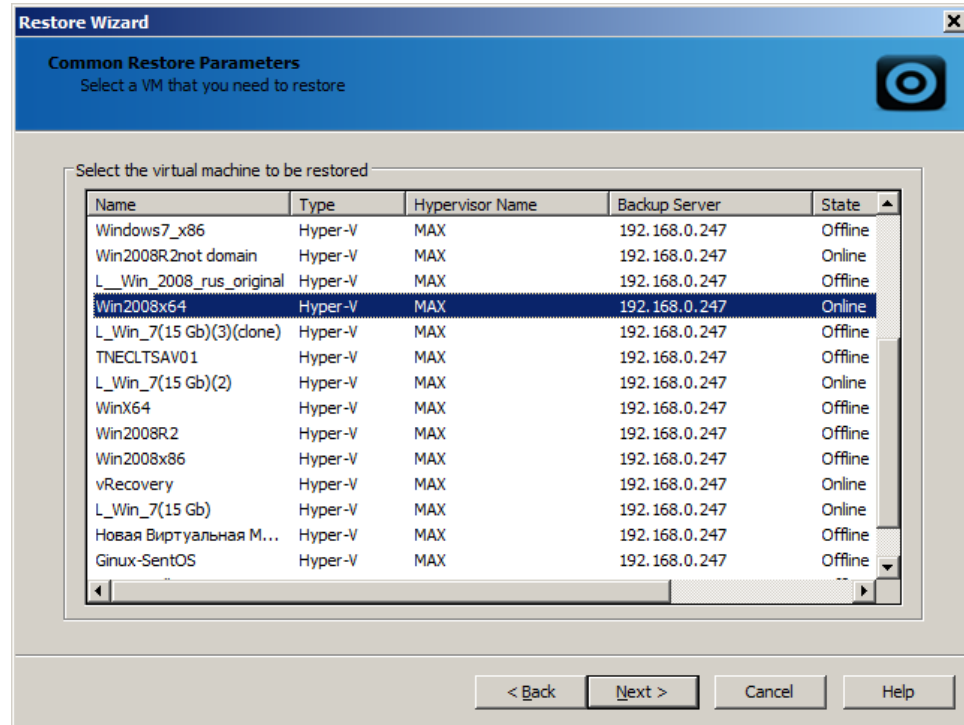 Restore Wizard
Common Restore Parameters
Select a VM that you need to restore
Select the virtual machine to be restored
Name Type Hypervisor Name Backup Server State
Windows7_x86 Hyper-V MAX 192.168.0.247 Offline
Win2008R2not domain Hyper-V MAX 192.168.0.247 Online
L__Win_2008_rus_original Hyper-V MAX 192.168.0.247 Offline
Win2008x64 Hyper-V MAX 192.168.0.247 Online
L_Win_7(15 Gb)(3)(clone) Hyper-V MAX 192.168.0.247 Offline
TNECLTSAV01 Hyper-V MAX 192.168.0.247 Offline
L_Win_7(15 Gb)(2) Hyper-V MAX 192.168.0.247 Online
WinX64 Hyper-V MAX 192.168.0.247 Offline
Win2008R2 Hyper-V MAX 192.168.0.247 Offline
Win2008x86 Hyper-V MAX 192.168.0.247 Offline
vRecovery Hyper-V MAX 192.168.0.247 Online
L_Win_7(15 Gb) Hyper-V MAX 192.168.0.247 Online
Новая Виртуальная М... Hyper-V MAX 192.168.0.247 Offline
Ginux-SentOS Hyper-V MAX 192.168.0.247 Offline
< Back Next > Cancel Help